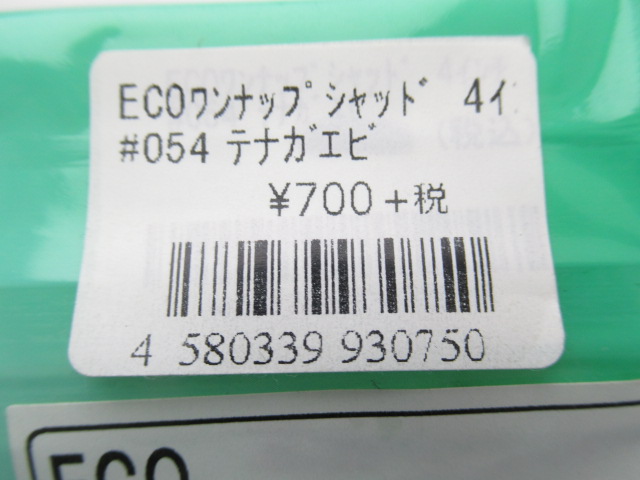 ECOﾜﾝﾅｯﾌﾟｼｬｯﾄﾞ 4ｲ
#054 ﾃﾅｶﾞｴﾋﾞ
¥700+税
4 580339 930750
ECO